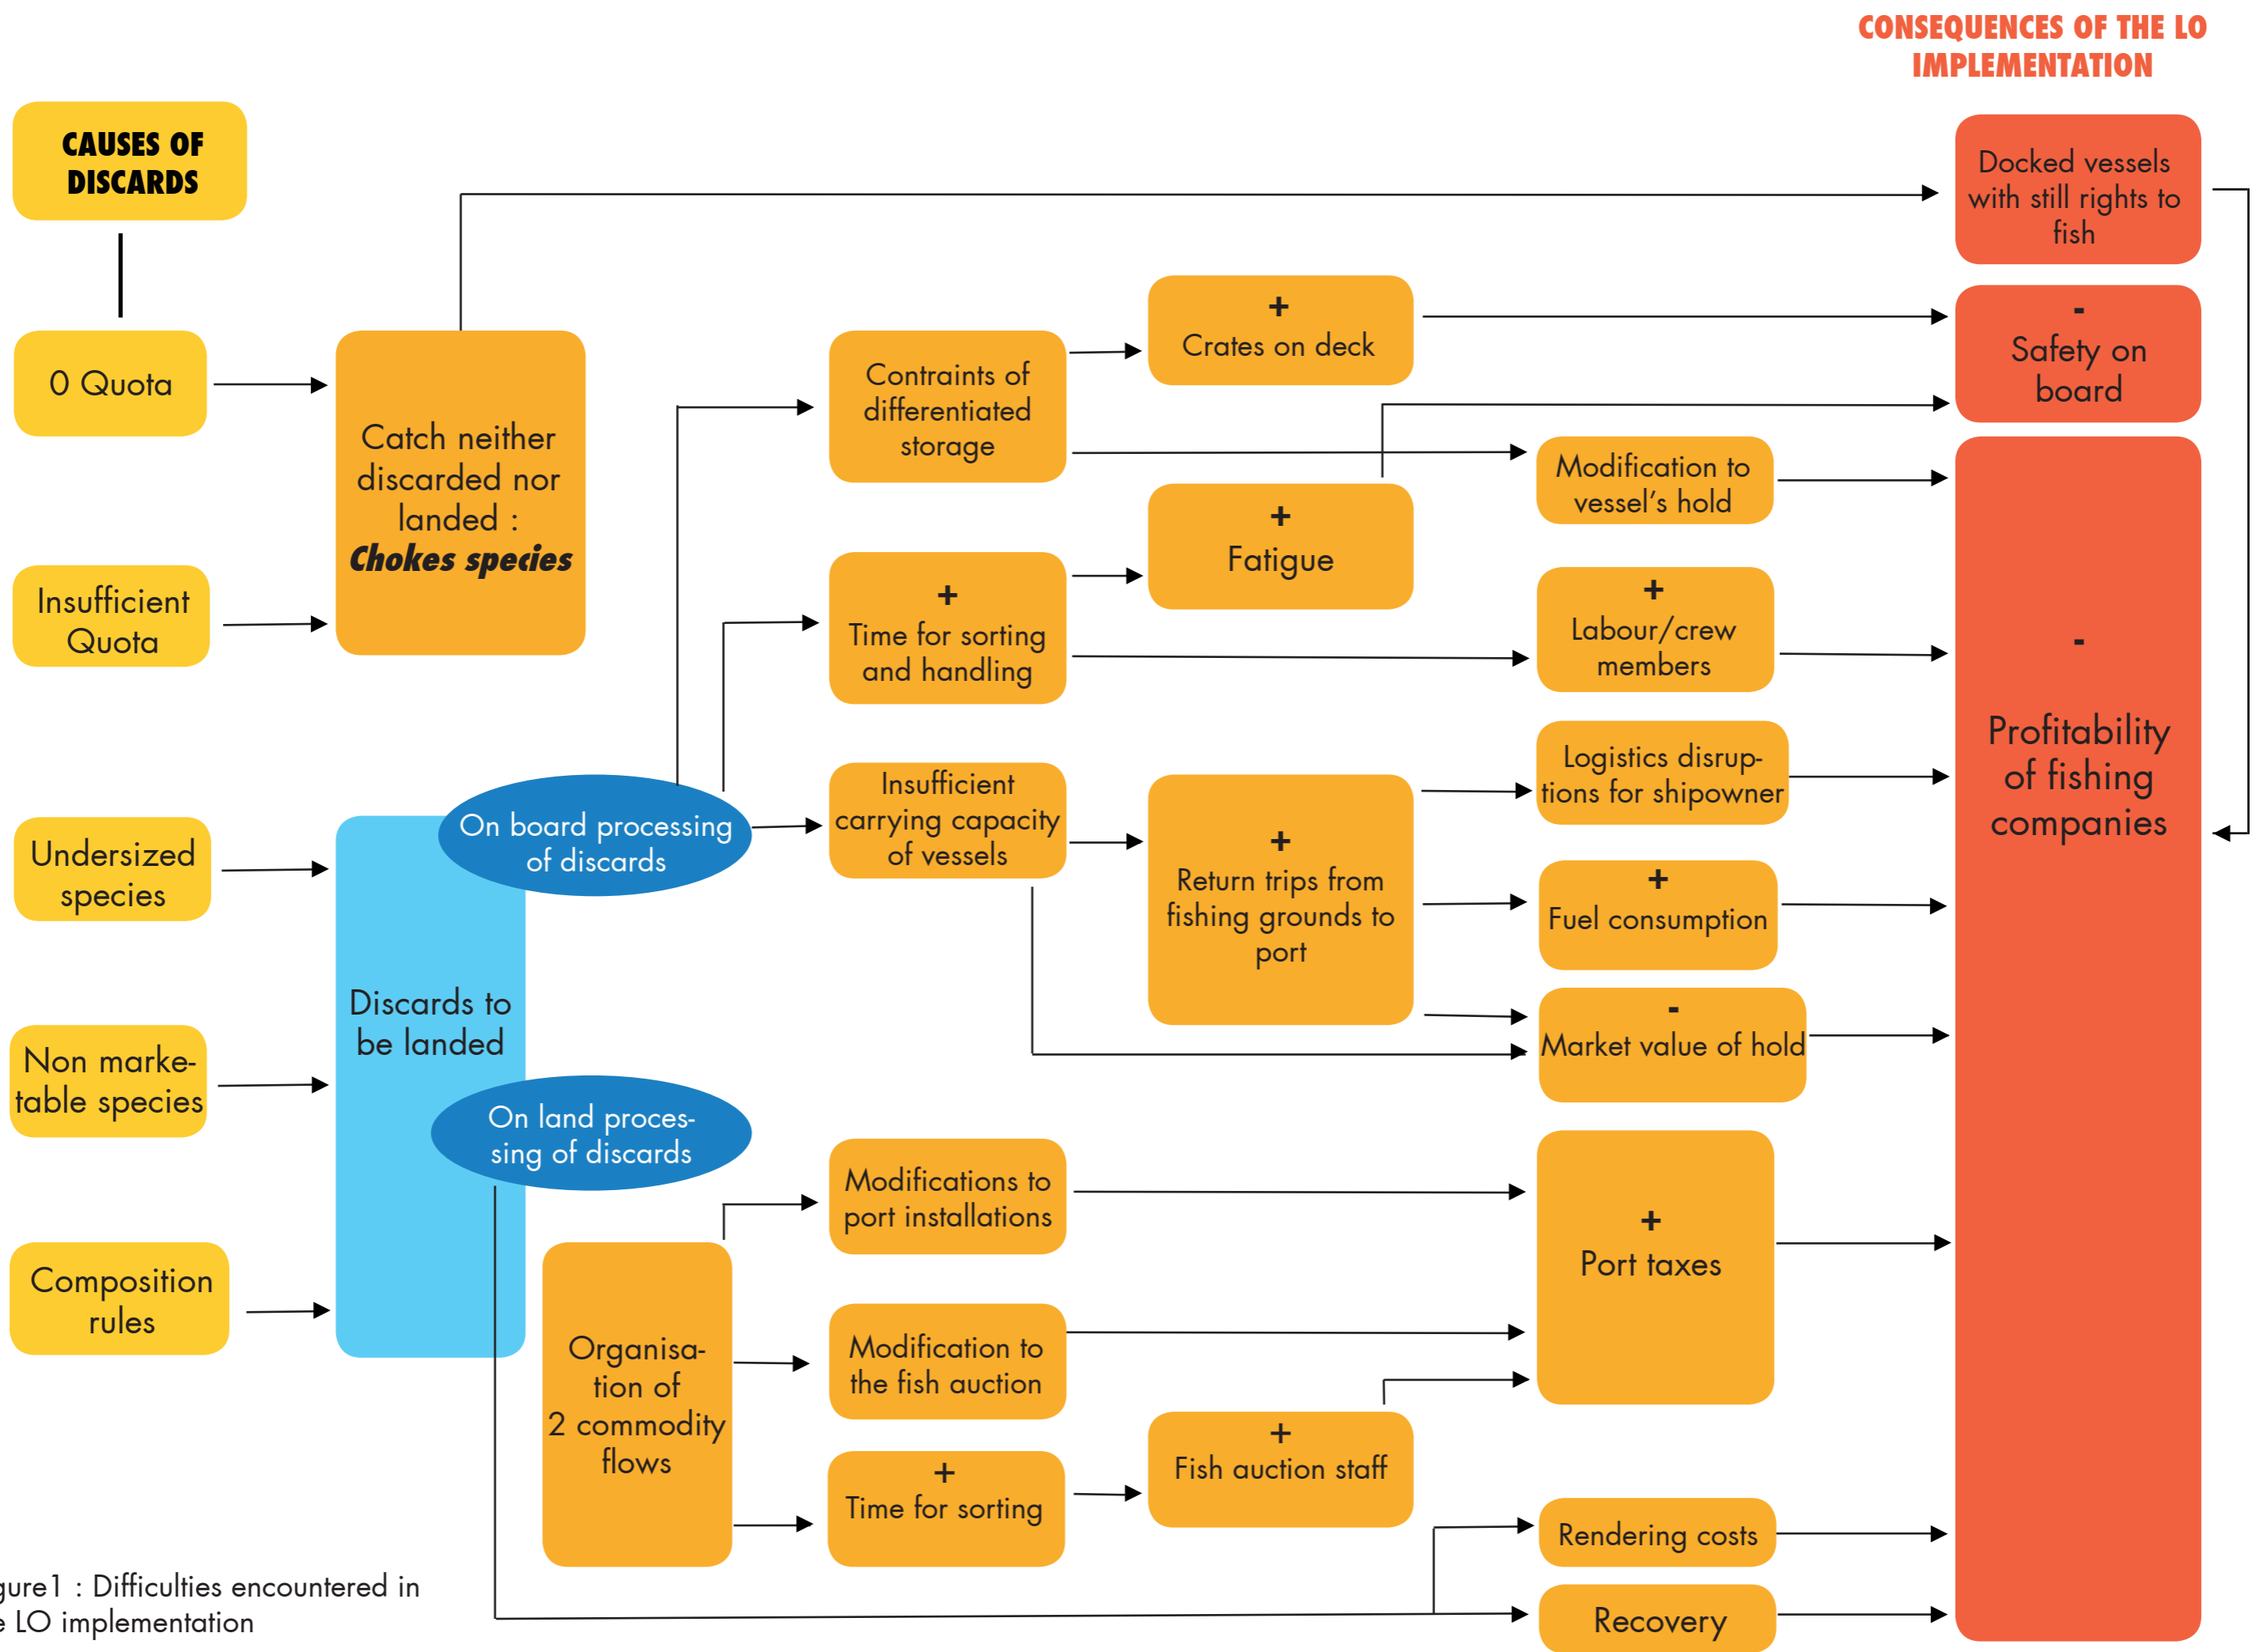 CONSEQUENCES OF THE LO
IMPLEMENTATION
CAUSES OF
DISCARDS
0 Quota
Insufficient
Quota
Undersized
species
Non marke-
table species
Composition
rules
Catch neither
discarded nor
landed :
Chokes species
Discards to
be landed
On board processing
of discards
On land proces-
sing of discards
Organisa-
tion of
2 commodity
flows
Contraints of
differentiated
storage
+
Time for sorting
and handling
Insufficient
carrying capacity
of vessels
Modifications to
port installations
Modification to
the fish auction
+
Time for sorting
+
Crates on deck
+
Fatigue
+
Return trips from
fishing grounds to
port
+
Fish auction staff
Modification to
vessel's hold
+
Labour/crew
members
Logistics disrup-
tions for shipowner
+
Fuel consumption
-
Market value of hold
+
Port taxes
Rendering costs
Recovery
Docked vessels
with still rights to
fish
-
Safety on
board
-
Profitability
of fishing
companies
gure1 : Difficulties encountered in
e LO implementation